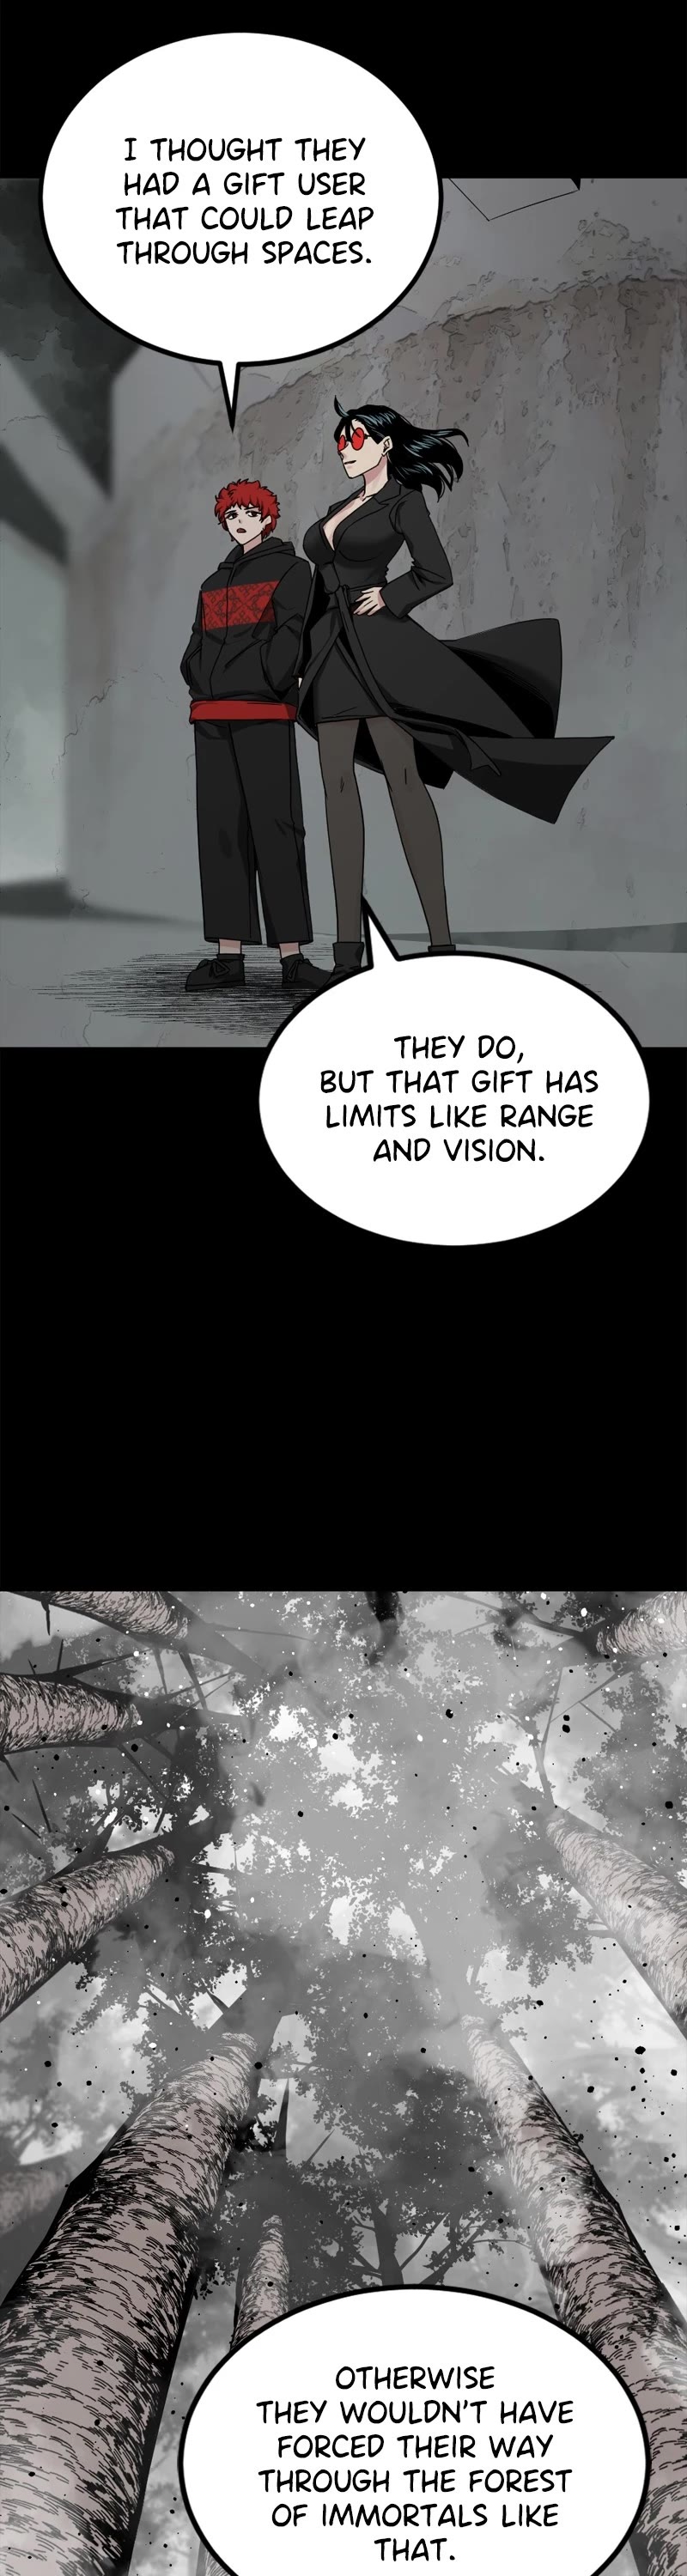 I THOUGHT THEY
HAD A GIFT USER
THAT COULD LEAP
THROUGH SPACES.
THEY DO,
BUT THAT GIFT HAS
LIMITS LIKE RANGE
AND VISION.
OTHERWISE
THEY WOULDN'T HAVE
FORCED THEIR WAY
THROUGH THE FOREST
OF IMMORTALS LIKE
THAT.